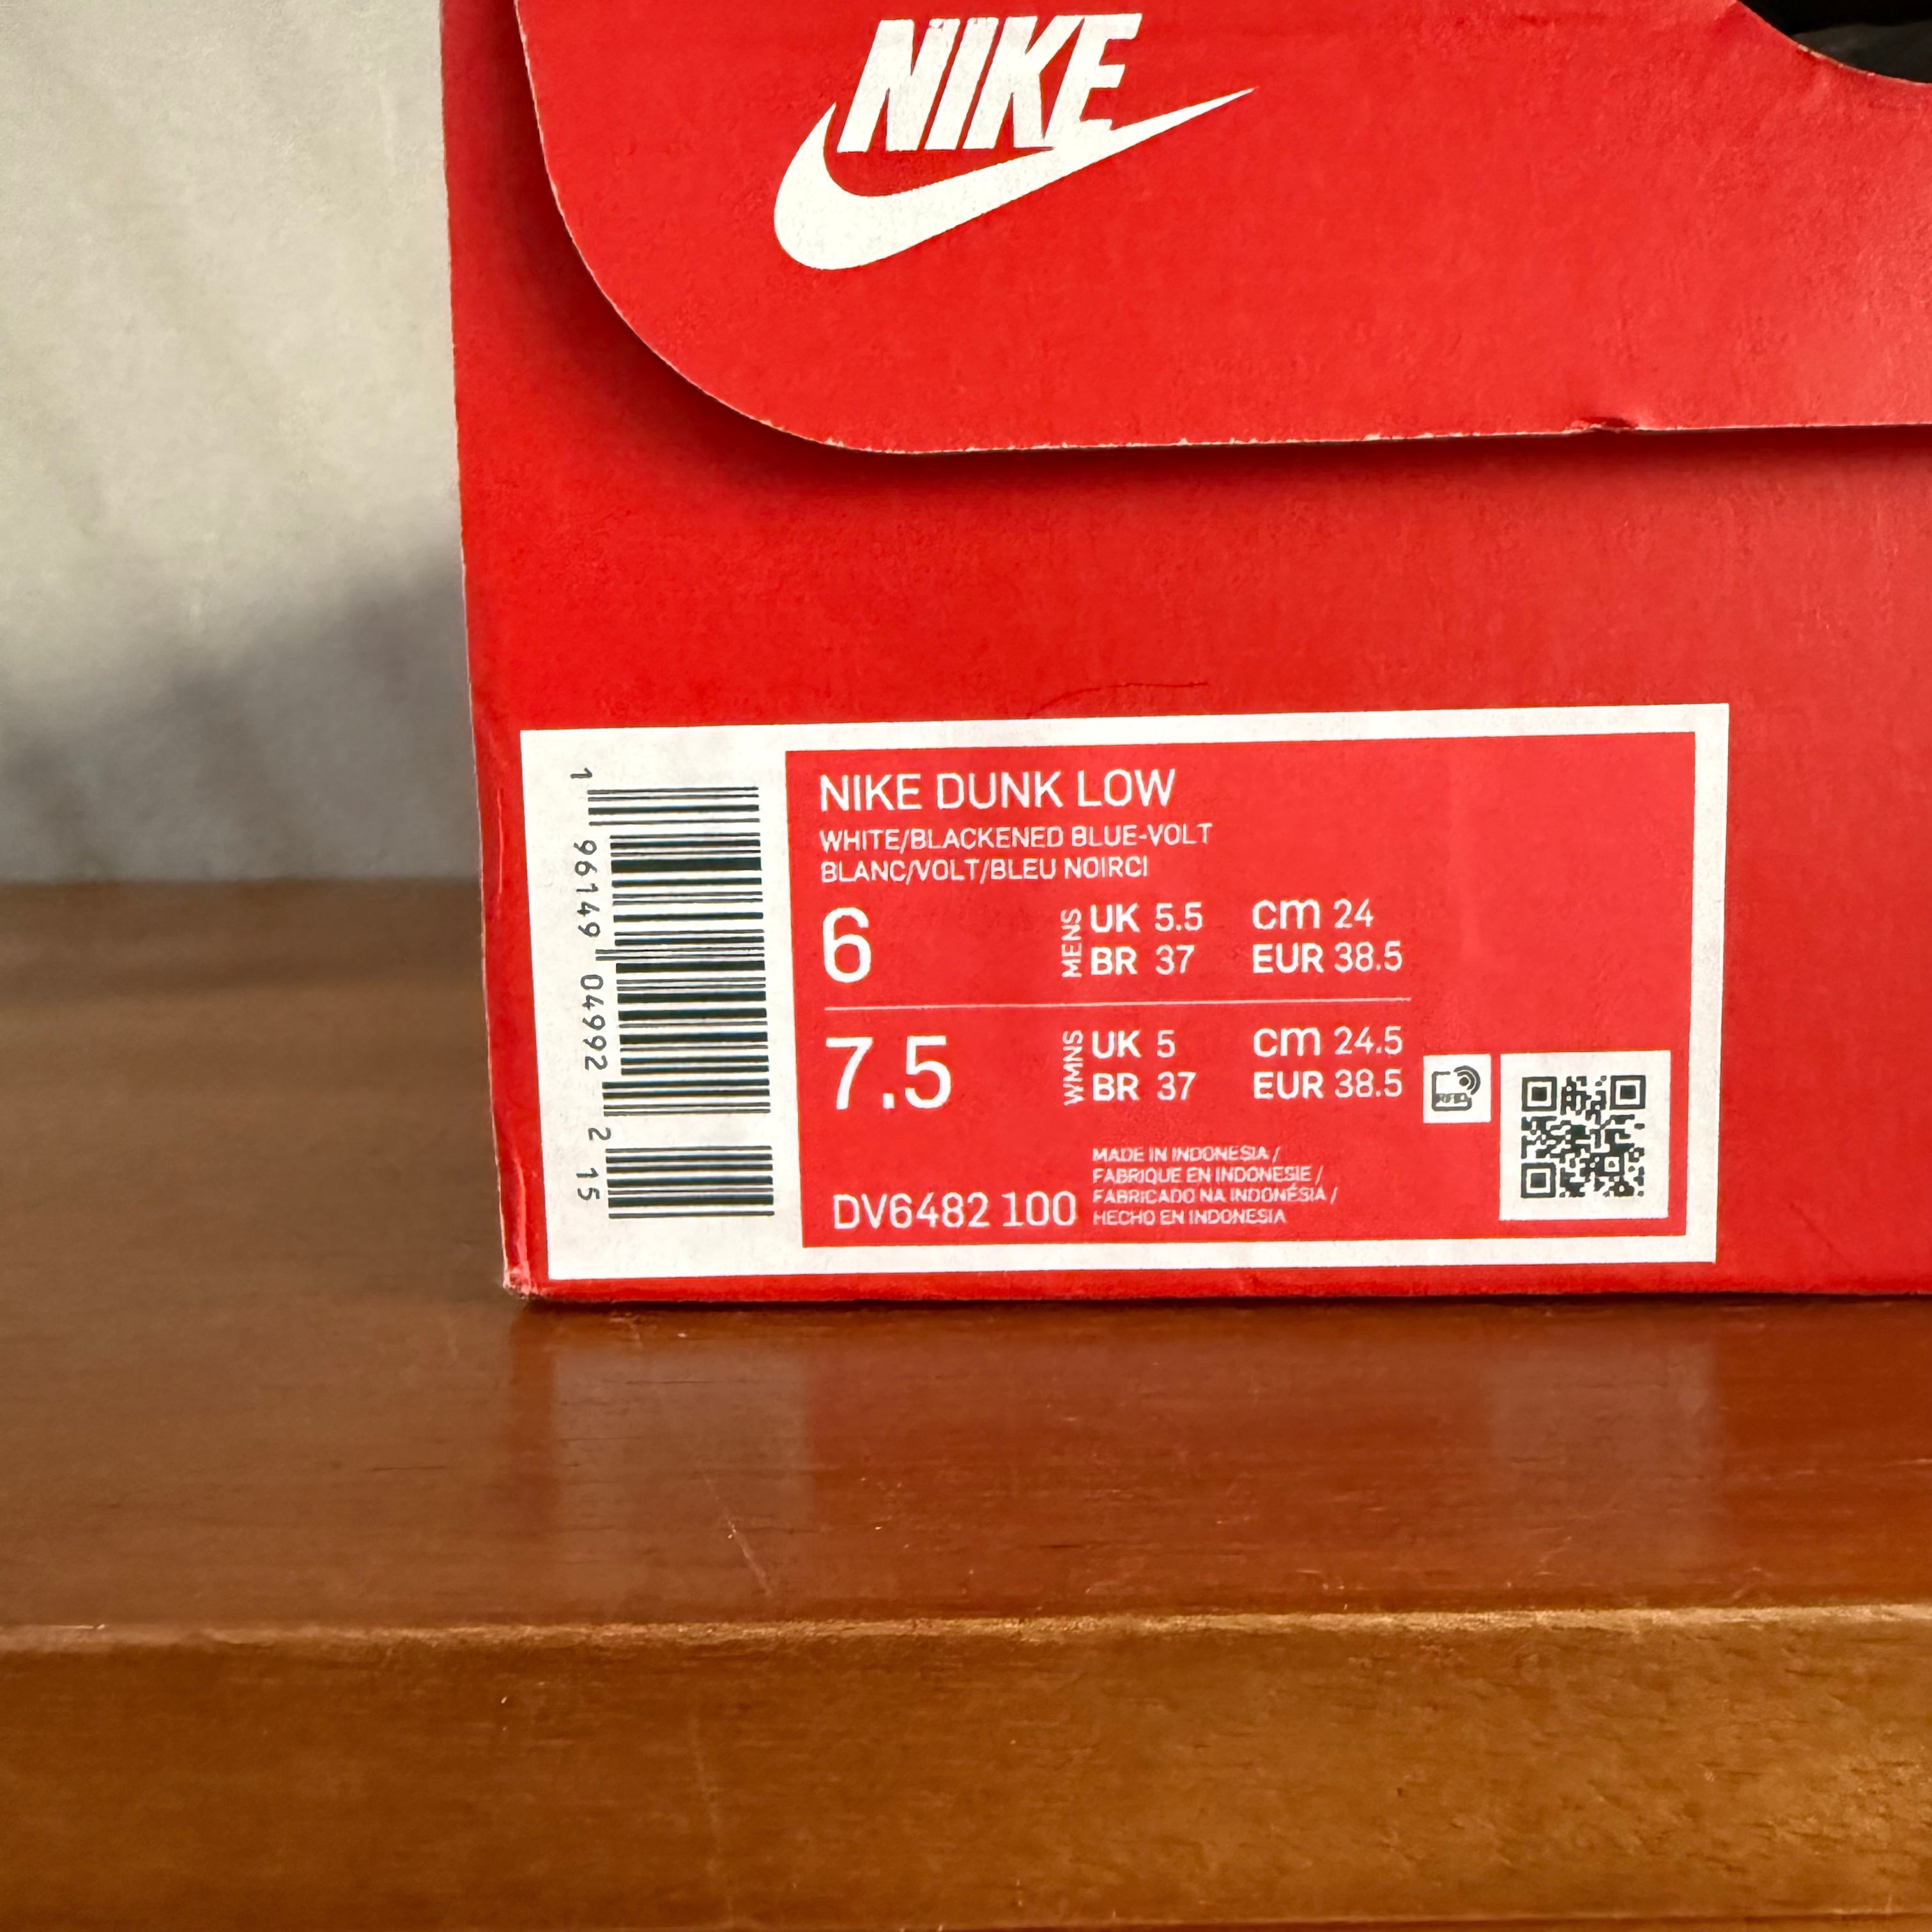 NIKE
1 96149 04992 2 15
NIKE DUNK LOW
WHITE/BLACKENED BLUE-VOLT
BLANC/VOLT/BLEU NOIRCI
6 MENS UK 5.5 cm 24
BR 37 EUR 38.5
7.5 WMNS UK 5 cm 24.5
BR 37 EUR 38.5
RFID
MADE IN INDONESIA /
FABRIQUE EN INDONESIE /
FABRICADO NA INDONÉSIA /
HECHO EN INDONESIA
DV6482 100